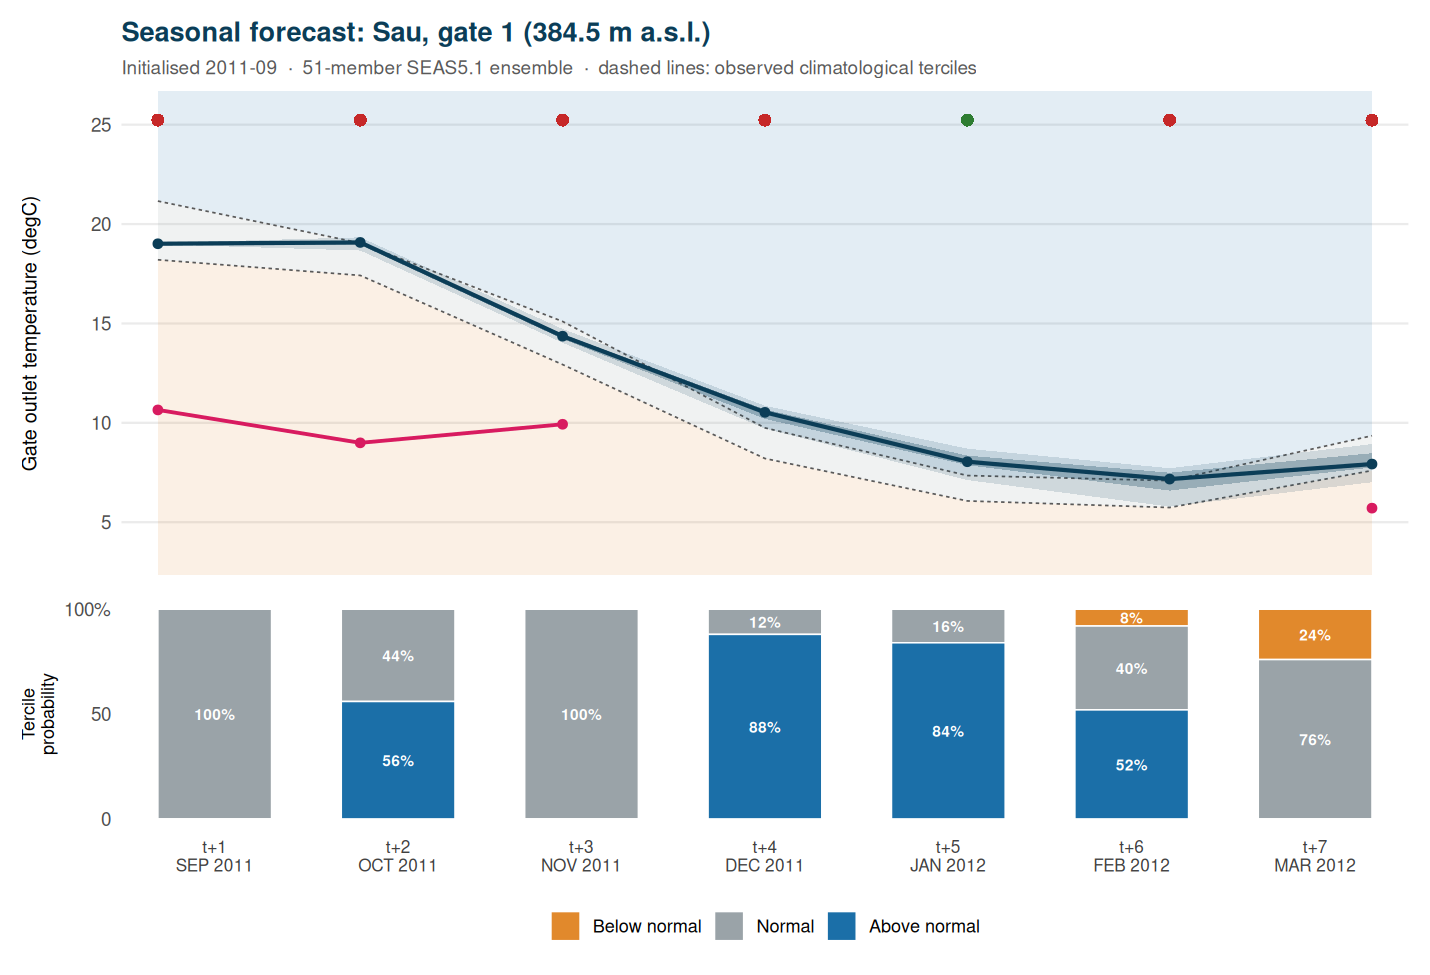 Seasonal forecast: Sau, gate 1 (384.5 m a.s.l.)
Initialised 2011-09 · 51-member SEAS5.1 ensemble · dashed lines: observed climatological terciles
Gate outlet temperature (degC)
25
20
15
10
5
Tercile
probability
100%
50
0
100%
44%
56%
100%
12%
88%
16%
84%
8%
40%
52%
24%
76%
t+1
SEP 2011
t+2
OCT 2011
t+3
NOV 2011
t+4
DEC 2011
t+5
JAN 2012
t+6
FEB 2012
t+7
MAR 2012
Below normal
Normal
Above normal